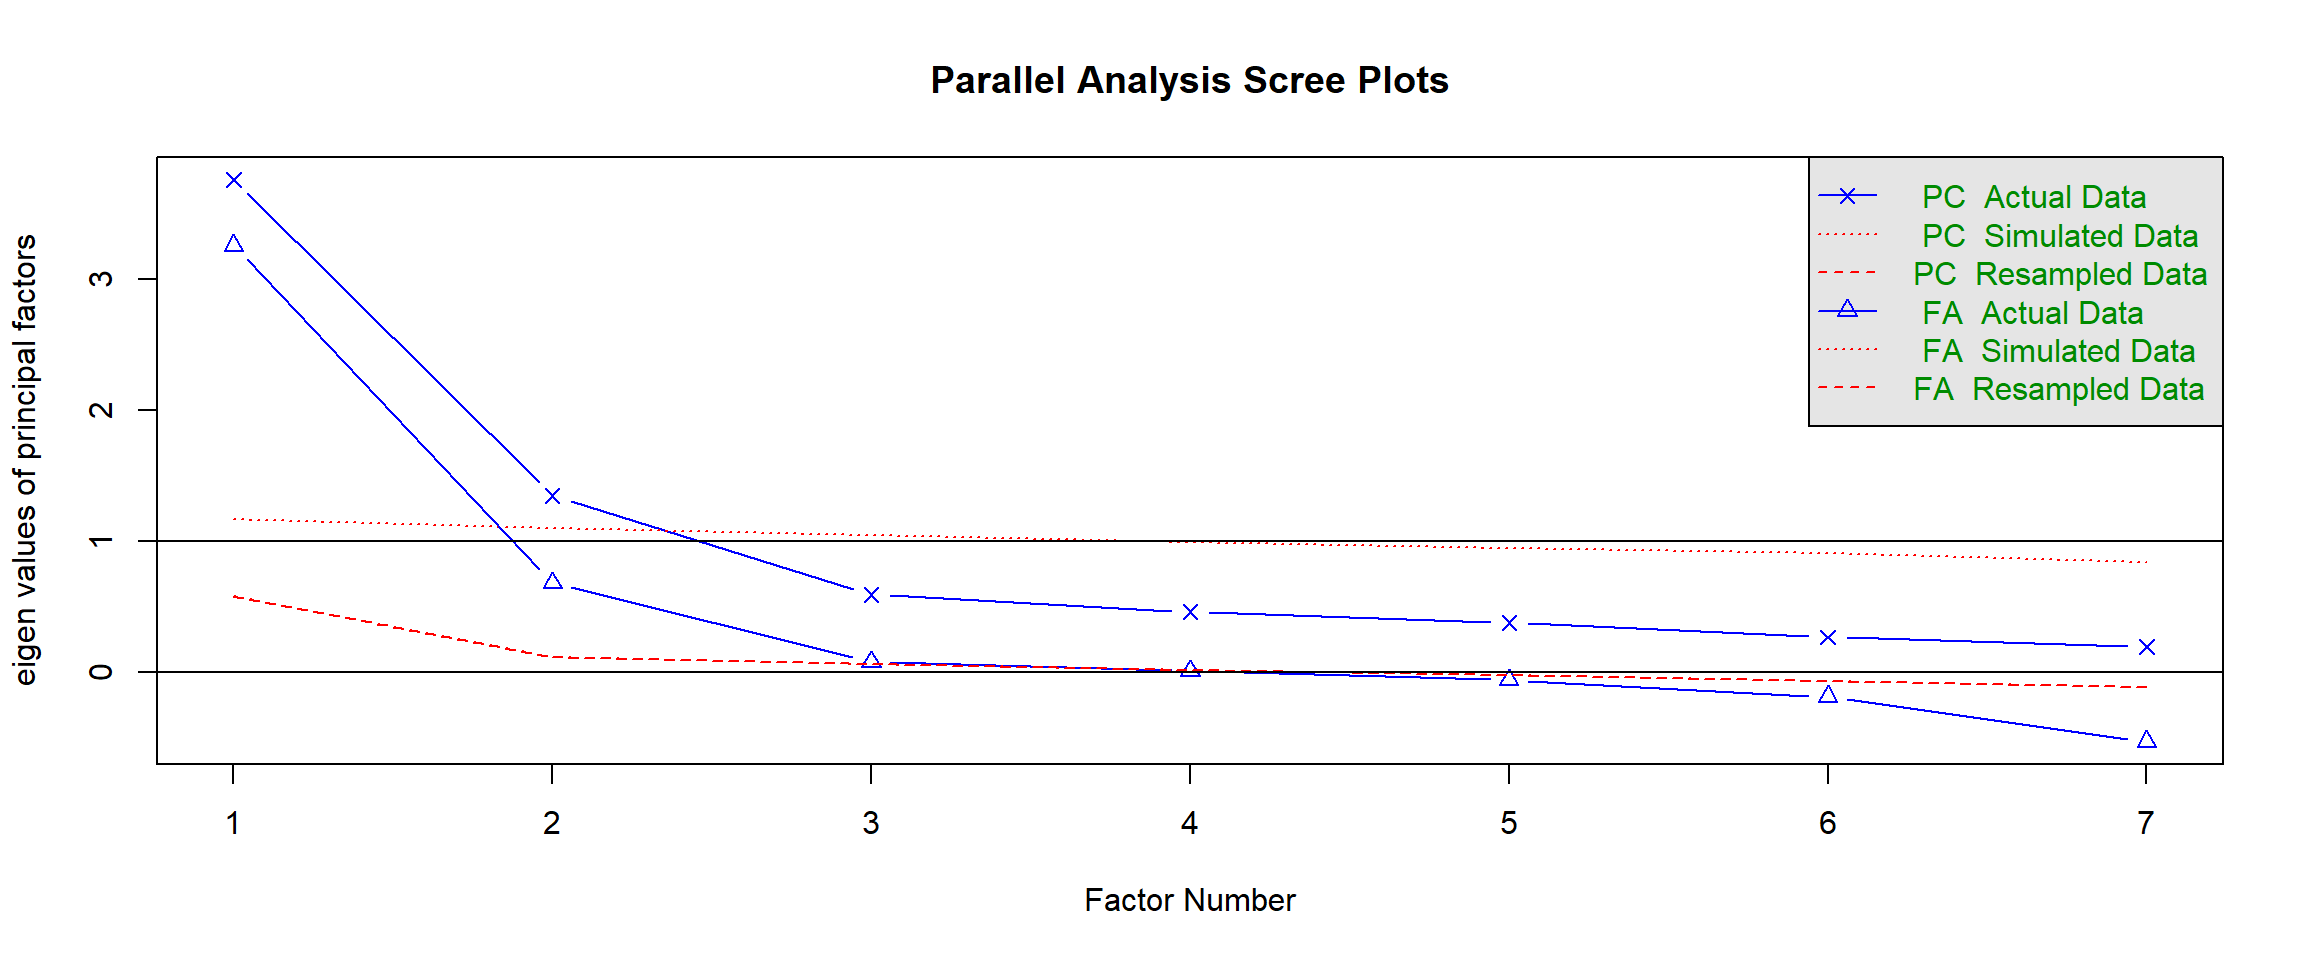 Parallel Analysis Scree Plots
eigen values of principal factors
3
2
1
0
PC Actual Data
PC Simulated Data
PC Resampled Data
FA Actual Data
FA Simulated Data
FA Resampled Data
1 2 3 4 5 6 7
Factor Number